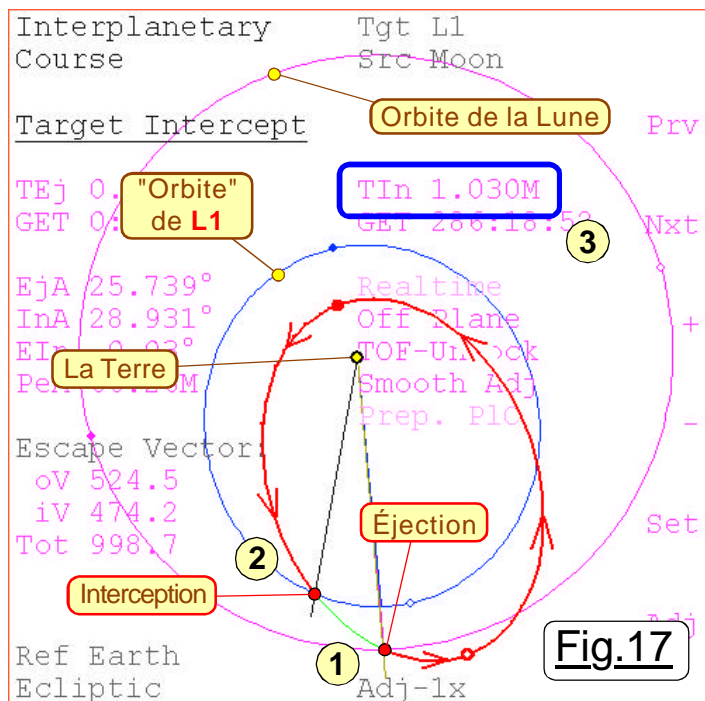 Interplanetary Tgt L1
Course Src Moon
Orbite de la Lune
Target Intercept
Prv
TEj 0. TIn 1.030M
"Orbite"
de L1
GET 0: GET 286:18:53
3
Nxt
EjA 25.739° Realtime
InA 28.931° Off Plane
+
La Terre
TOF-Un
Smooth Adj
Prep.
-
Escape Vector:
oV 524.5
iV 474.2
Set
Tot 998.7
Éjection
2
Interception
1
Fig.17
Ref Earth
Ecliptic Adj-1x